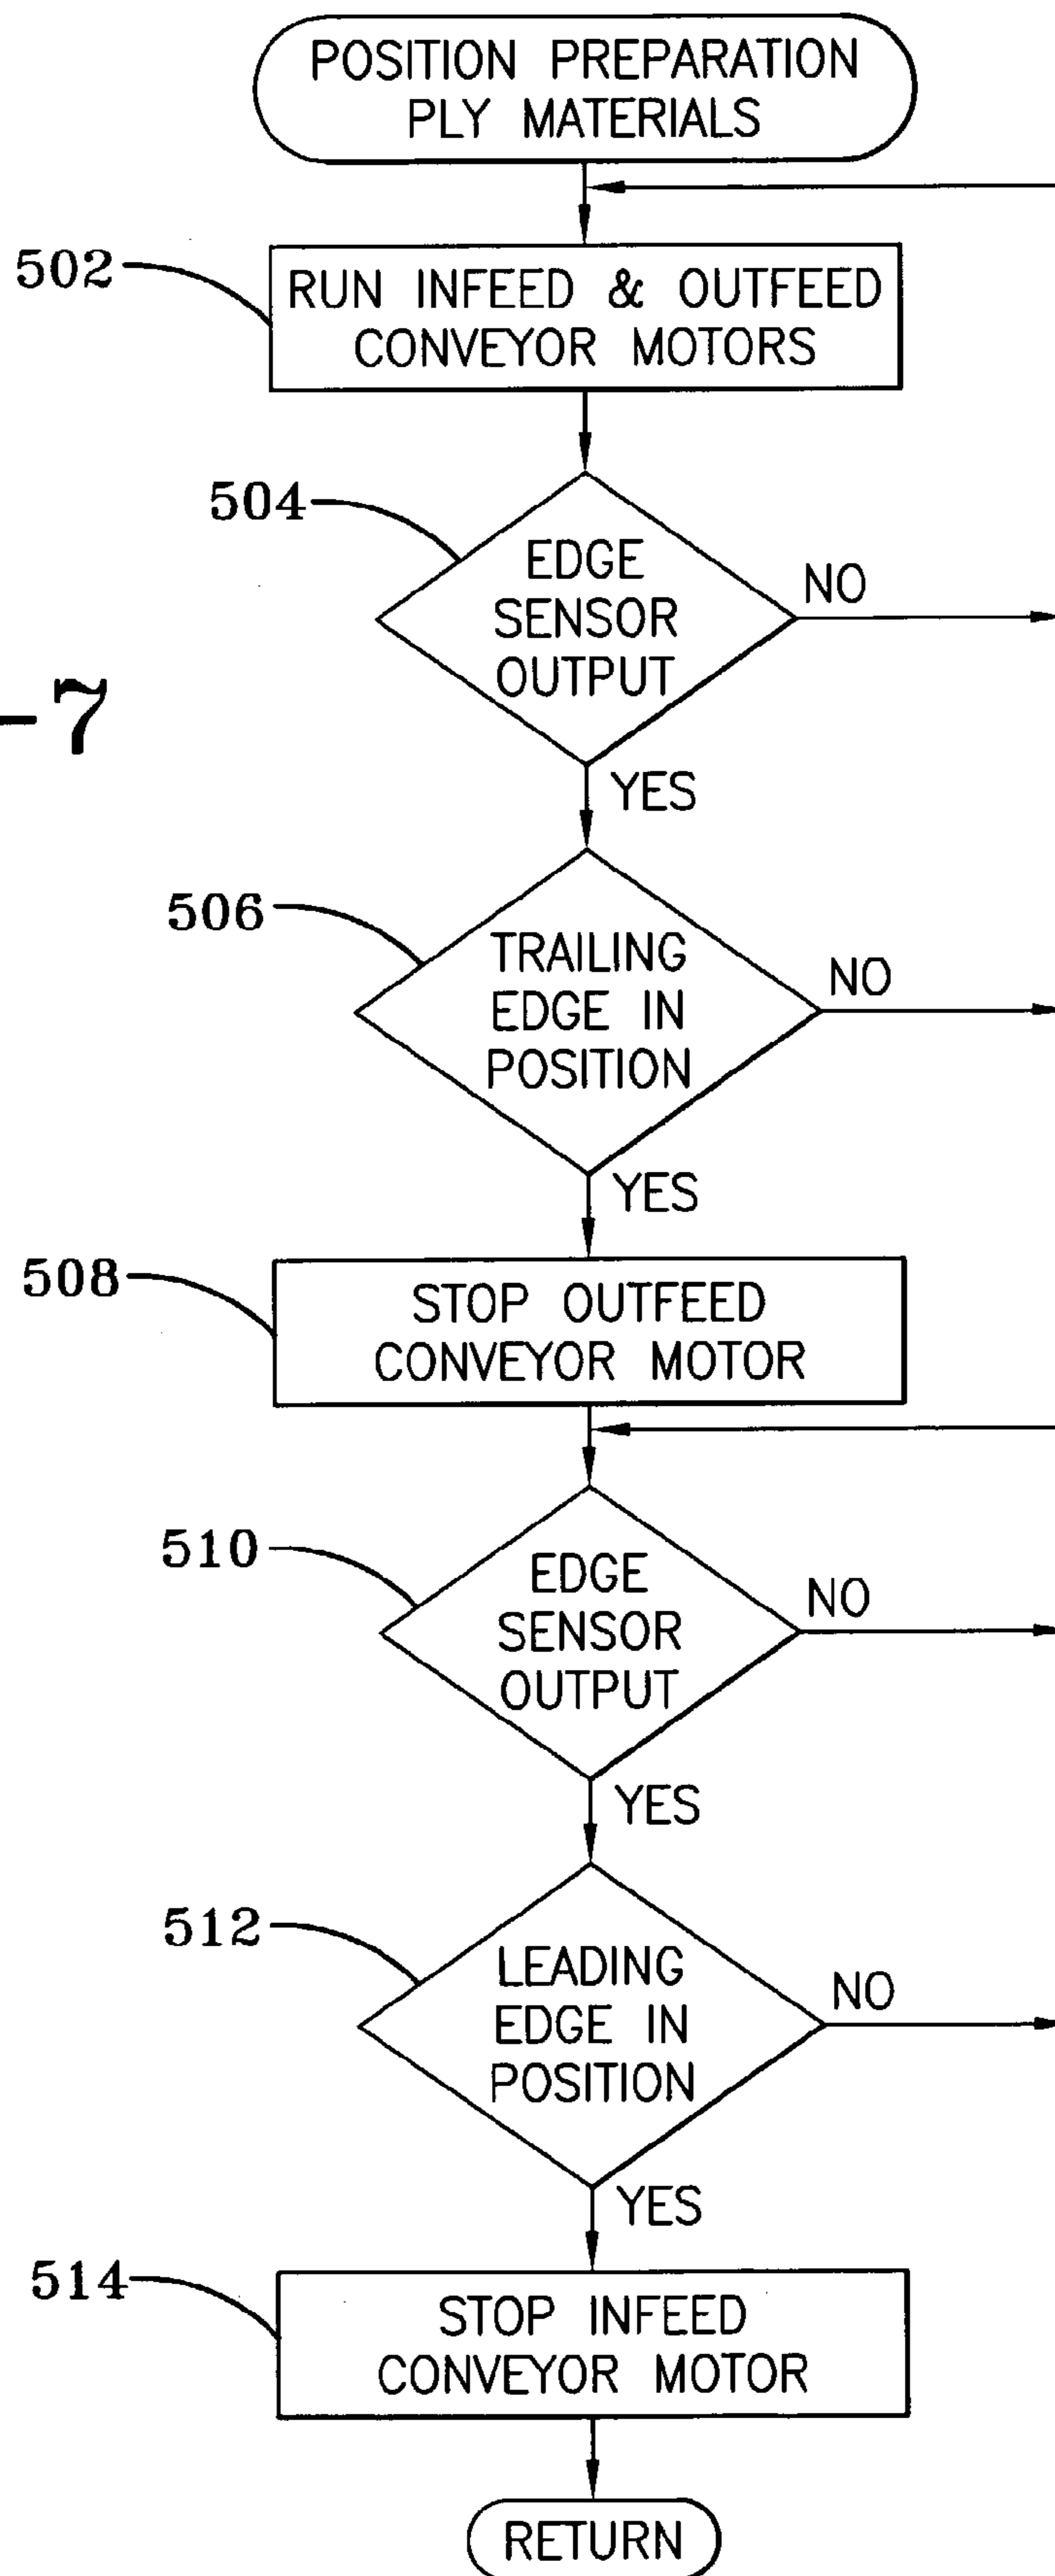 POSITION PREPARATION
PLY MATERIALS
502
RUN INFEED & OUTFEED
CONVEYOR MOTORS
504
EDGE
SENSOR
OUTPUT
NO
-7
YES
506
TRAILING
EDGE IN
POSITION
NO
YES
508
STOP OUTFEED
CONVEYOR MOTOR
510
EDGE
SENSOR
OUTPUT
NO
YES
512
LEADING
EDGE IN
POSITION
NO
YES
514
STOP INFEED
CONVEYOR MOTOR
RETURN